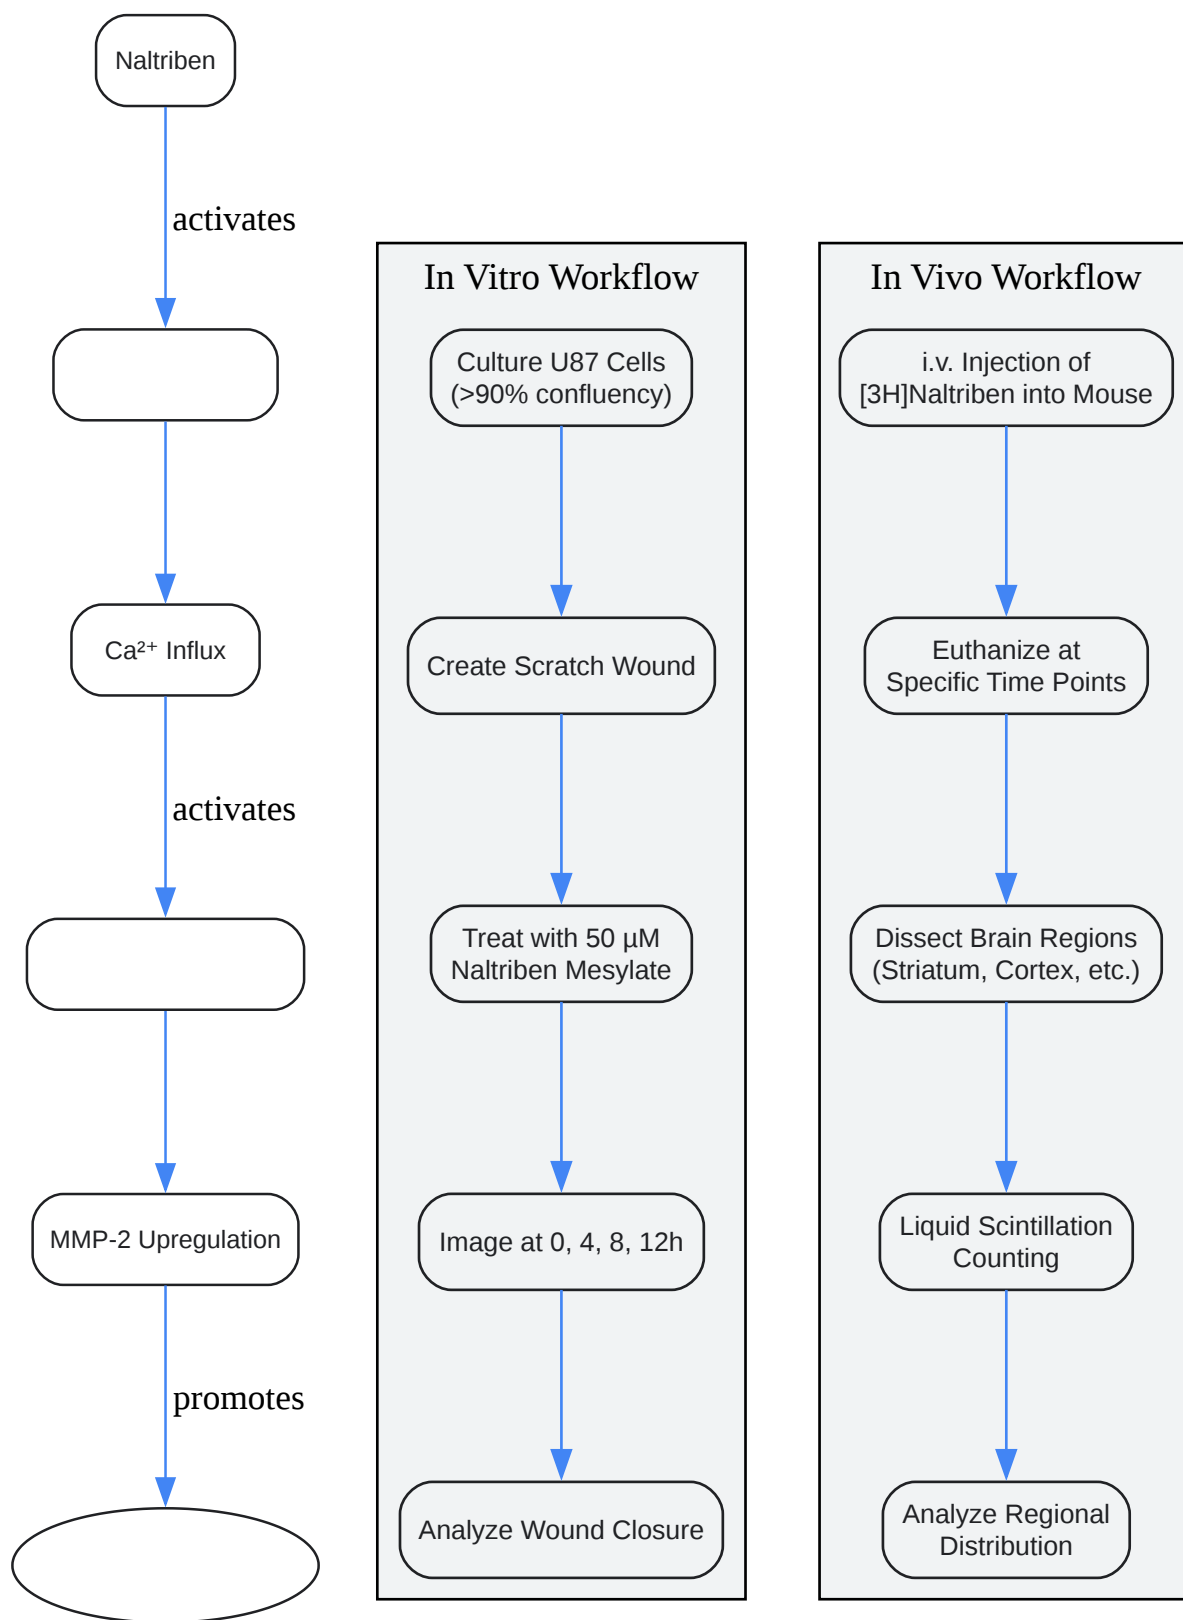 Naltriben
activates
Ca²⁺ Influx
activates
MMP-2 Upregulation
promotes
In Vitro Workflow
Culture U87 Cells
(>90% confluency)
Create Scratch Wound
Treat with 50 µM
Naltriben Mesylate
Image at 0, 4, 8, 12h
Analyze Wound Closure
In Vivo Workflow
i.v. Injection of
[3H]Naltriben into Mouse
Euthanize at
Specific Time Points
Dissect Brain Regions
(Striatum, Cortex, etc.)
Liquid Scintillation
Counting
Analyze Regional
Distribution